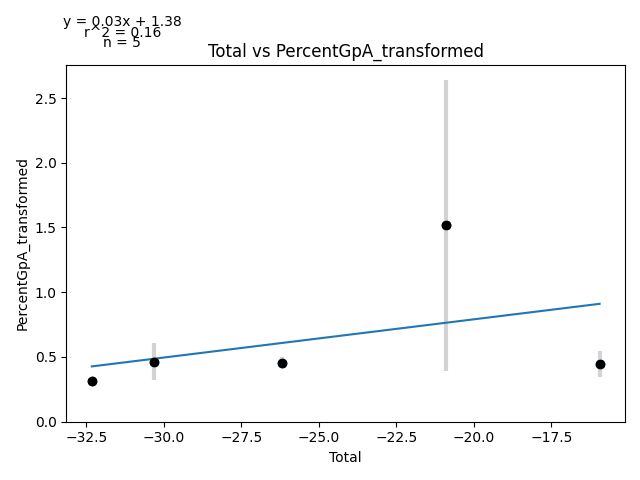 y = 0.03x + 1.38
r^2 = 0.16
n = 5
Total vs PercentGpA_transformed
PercentGpA_transformed
2.5
2.0
1.5
1.0
0.5
0.0
−32.5 −30.0 −27.5 −25.0 −22.5 −20.0 −17.5
Total